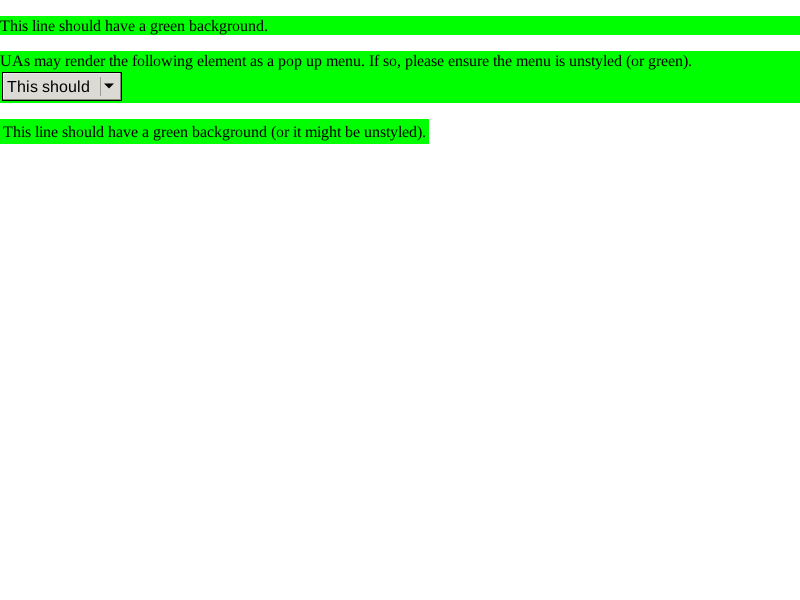 This line should have a green background.
UAs may render the following element as a pop up menu. If so, please ensure the menu is unstyled (or green).
This should
This line should have a green background (or it might be unstyled).